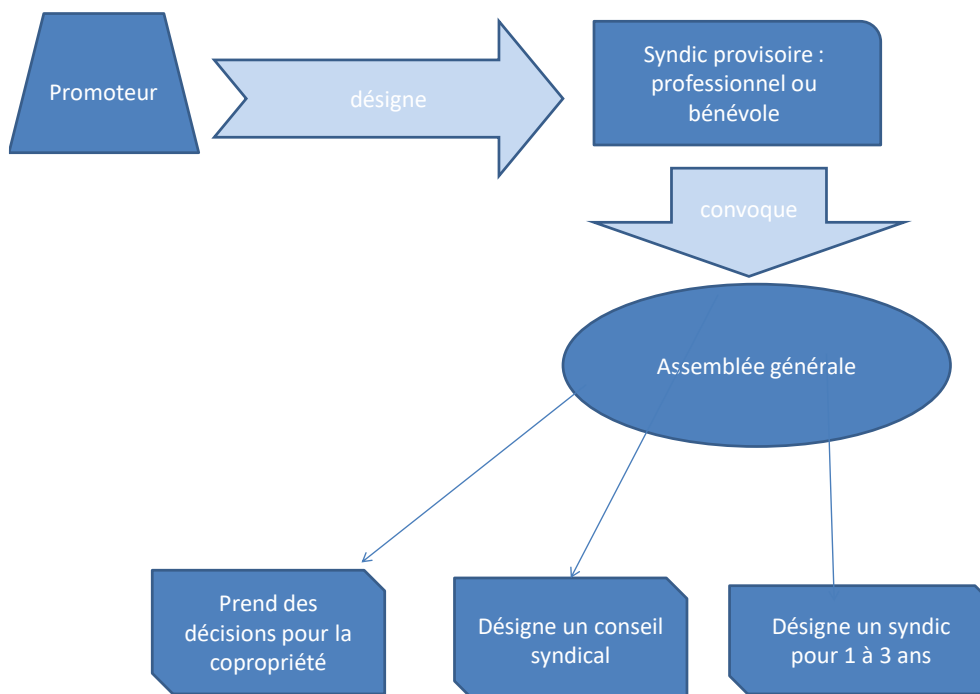 Promoteur
désigne
Syndic provisoire :
professionnel ou
bénévole
convoque
Assemblée générale
Prend des
décisions pour la
copropriété
Désigne un conseil
syndical
Désigne un syndic
pour 1 à 3 ans